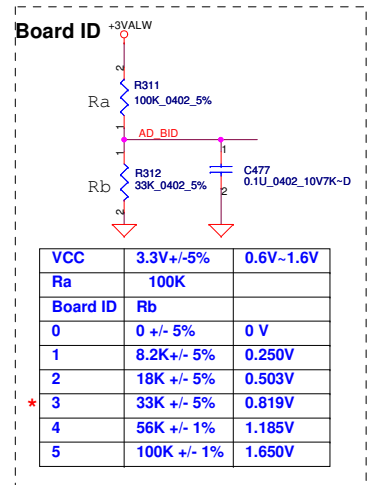 Board ID
+3VALW
2
R311
Ra
100K_0402_5%
1
AD_BID
1
1
R312
C477
Rb
33K_0402_5%
0.1U_0402_10V7K~D
2
2
VCC 3.3V+/-5% 0.6V~1.6V
Ra 100K
Board ID Rb
0 0 +/- 5% 0 V
1 8.2K+/- 5% 0.250V
2 18K +/- 5% 0.503V
* 3 33K +/- 5% 0.819V
4 56K +/- 1% 1.185V
5 100K +/- 1% 1.650V